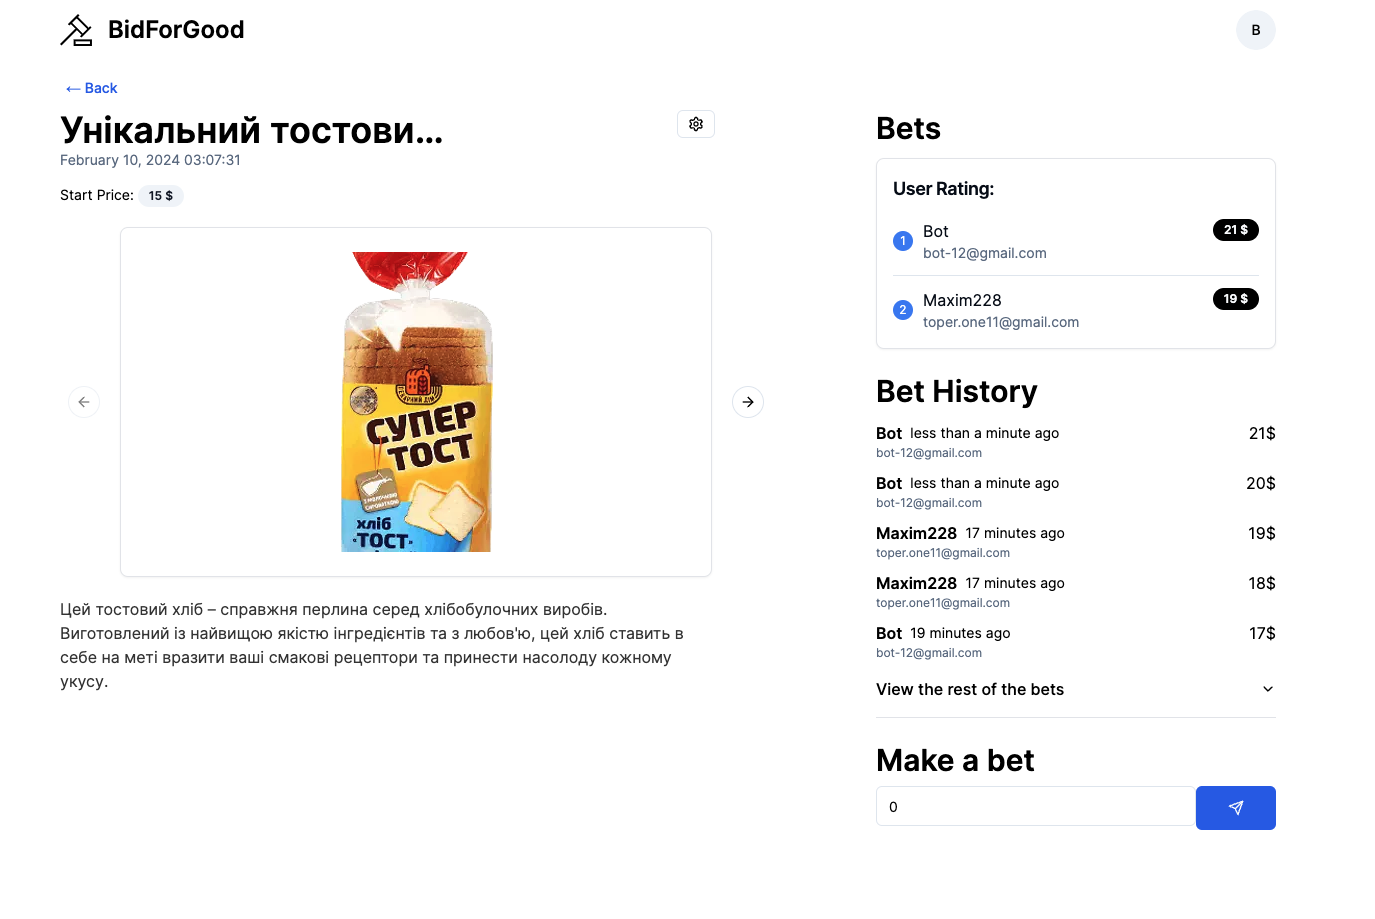 BidForGood
B
← Back
Унікальний тостови...
February 10, 2024 03:07:31
Start Price: 15 $
ПЕКАРНИЙ ДІМ
СУПЕР
ТОСТ
З МОЛОЧНОЮ
СИРОВАТКОЮ
хліб
"ТОСТ"
Цей тостовий хліб – справжня перлина серед хлібобулочних виробів.
Виготовлений із найвищою якістю інгредієнтів та з любов'ю, цей хліб ставить в
себе на меті вразити ваші смакові рецептори та принести насолоду кожному
укусу.
Bets
User Rating:
1 Bot 21 $
bot-12@gmail.com
2 Maxim228 19 $
toper.one11@gmail.com
Bet History
Bot less than a minute ago 21$
bot-12@gmail.com
Bot less than a minute ago 20$
bot-12@gmail.com
Maxim228 17 minutes ago 19$
toper.one11@gmail.com
Maxim228 17 minutes ago 18$
toper.one11@gmail.com
Bot 19 minutes ago 17$
bot-12@gmail.com
View the rest of the bets
Make a bet
0